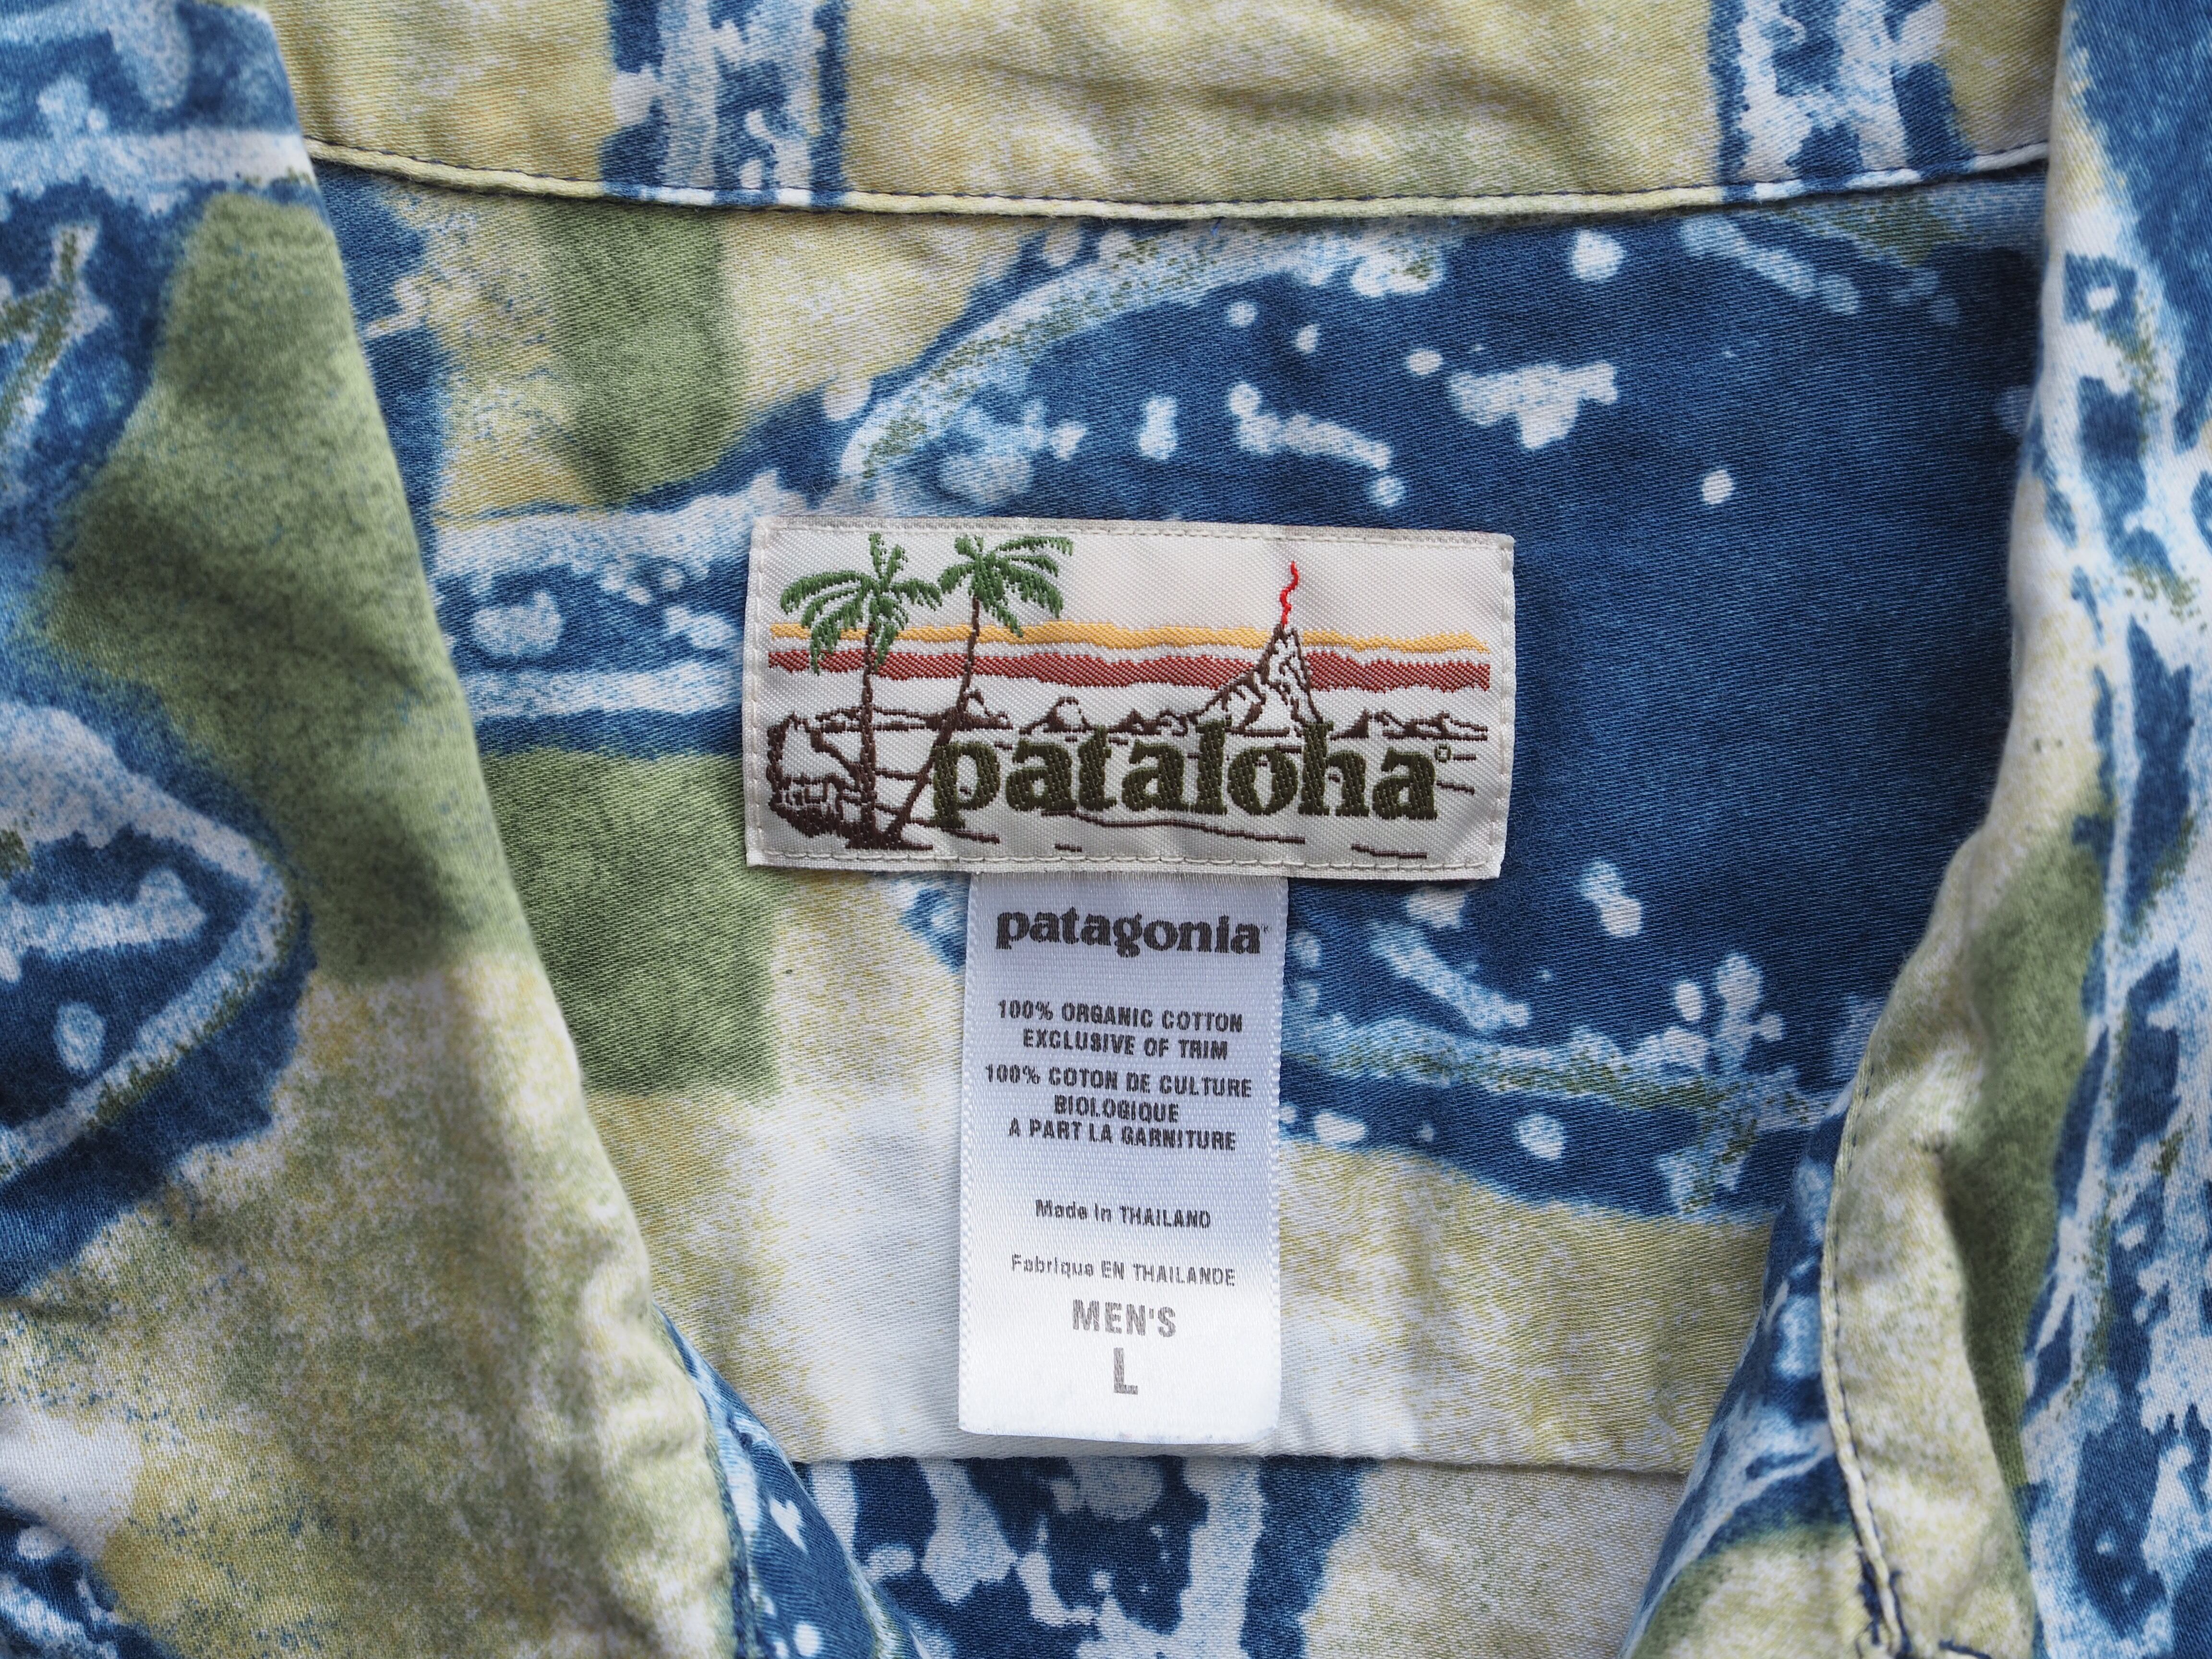 pataloha®
patagonia®
100% ORGANIC COTTON
EXCLUSIVE OF TRIM
100% COTON DE CULTURE
BIOLOGIQUE
A PART LA GARNITURE
Made in THAILAND
Fabrique EN THAILANDE
MEN'S
L